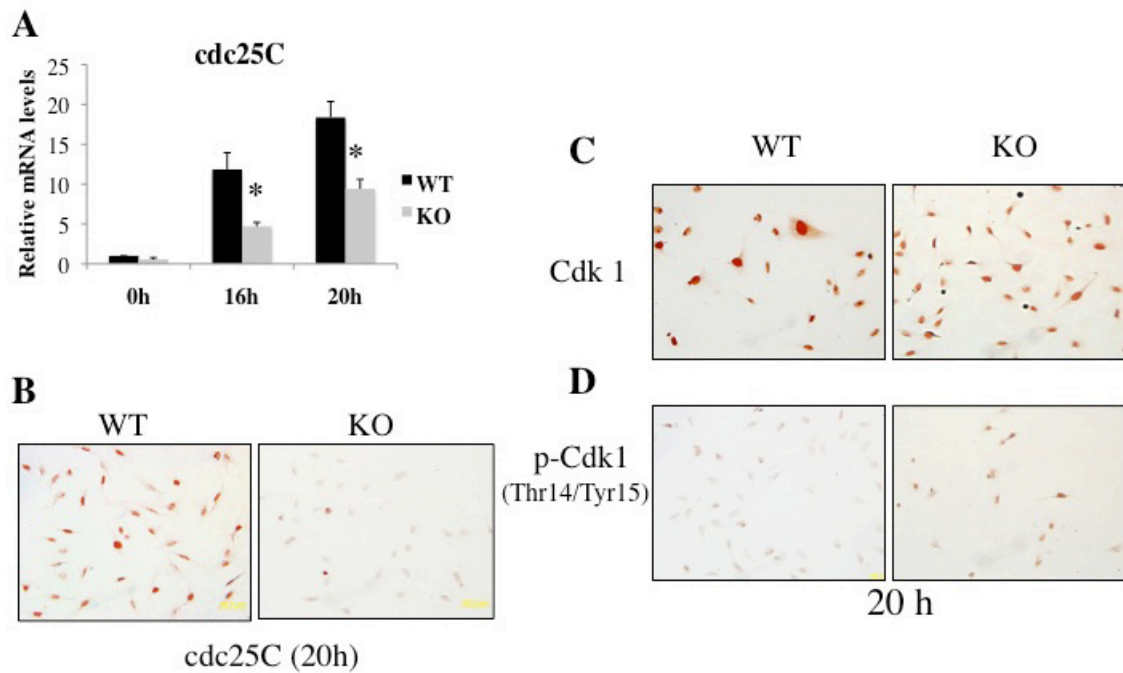 A
cdc25C
Relative mRNA levels
25
20
15
10
5
0
*
*
WT
KO
0h
16h
20h
B
WT
KO
cdc25C (20h)
C
WT
KO
Cdk 1
D
p-Cdk1
(Thr14/Tyr15)
20 h